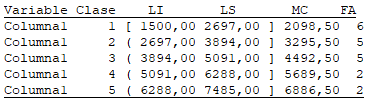 Variable Clase LI LS MC FA
Columna1 1 [ 1500,00 2697,00 ] 2098,50 6
Columna1 2 ( 2697,00 3894,00 ] 3295,50 5
Columna1 3 ( 3894,00 5091,00 ] 4492,50 5
Columna1 4 ( 5091,00 6288,00 ] 5689,50 2
Columna1 5 ( 6288,00 7485,00 ] 6886,50 2